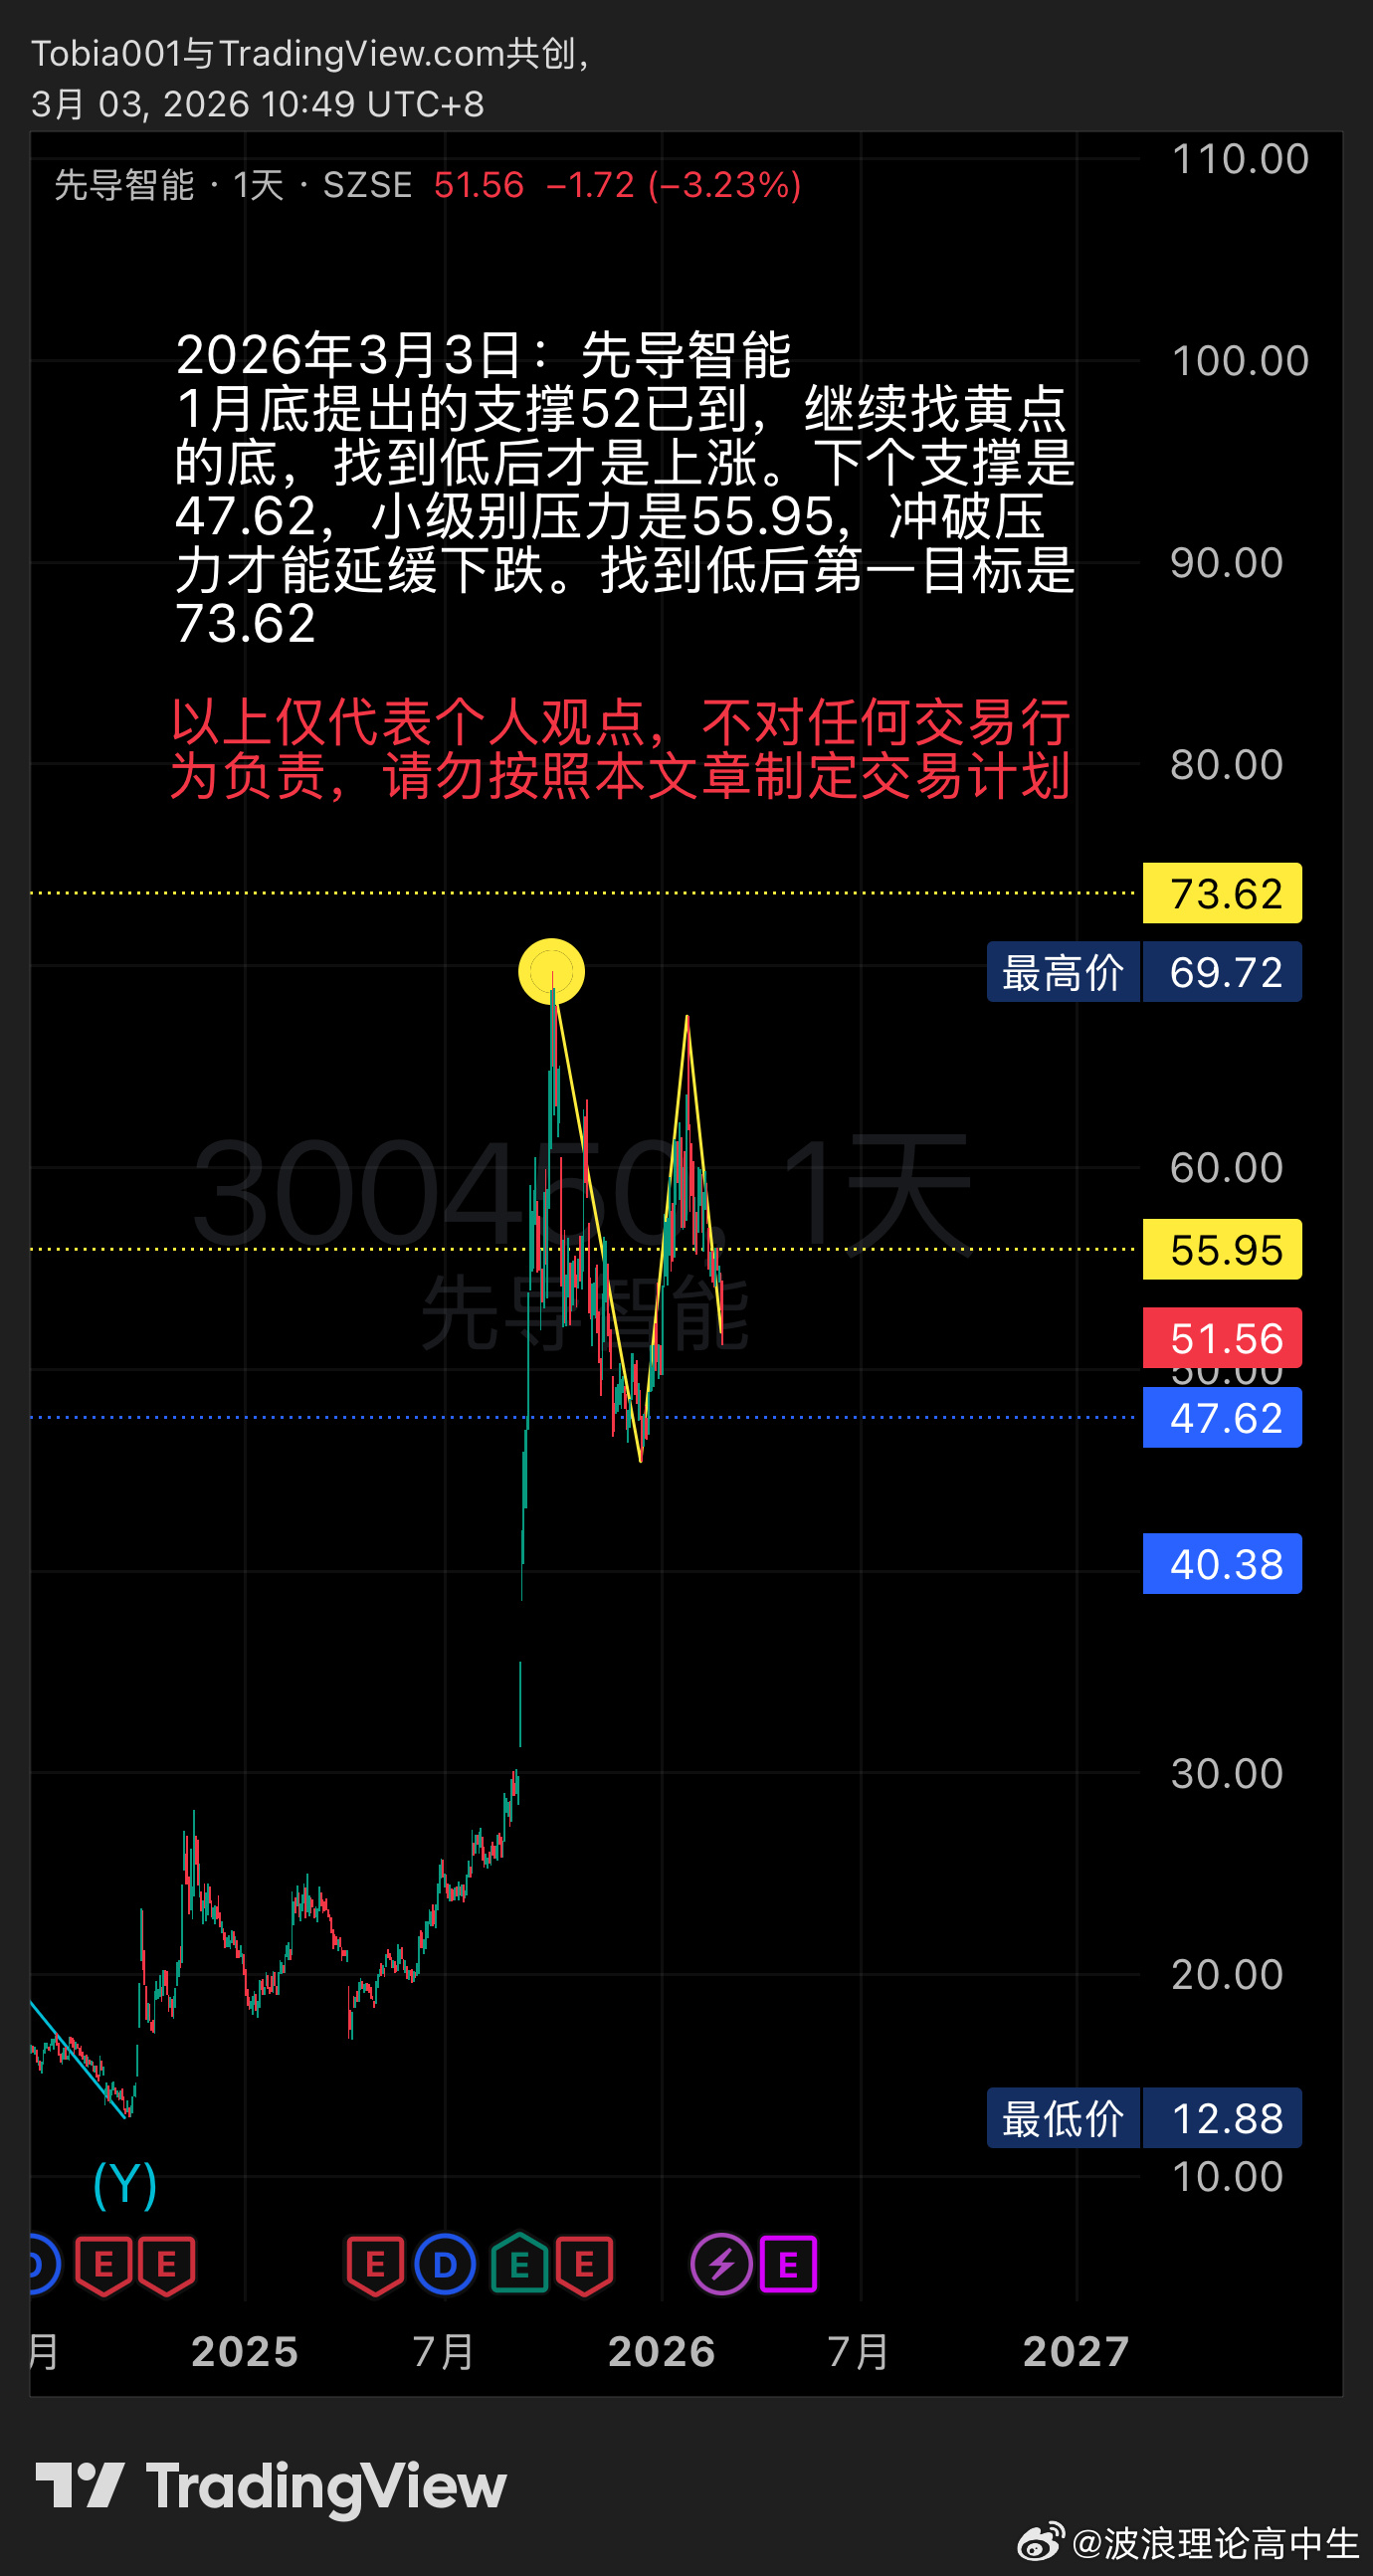 Tobia001与TradingView.com共创，
3月 03, 2026 10:49 UTC+8
110.00
先导智能 · 1天 · SZSE 51.56 −1.72 (−3.23%)
2026年3月3日：先导智能
1月底提出的支撑52已到，继续找黄点
的底，找到低后才是上涨。下个支撑是
47.62，小级别压力是55.95，冲破压
力才能延缓下跌。找到低后第一目标是
73.62
100.00
90.00
以上仅代表个人观点，不对任何交易行
为负责，请勿按照本文章制定交易计划
80.00
73.62
最高价 69.72
300450, 1天
先导智能
60.00
55.95
51.56
50.00
47.62
40.38
30.00
20.00
最低价 12.88
10.00
(Y)
D E E E D E E E
月 2025 7月 2026 7月 2027
TradingView
@波浪理论高中生